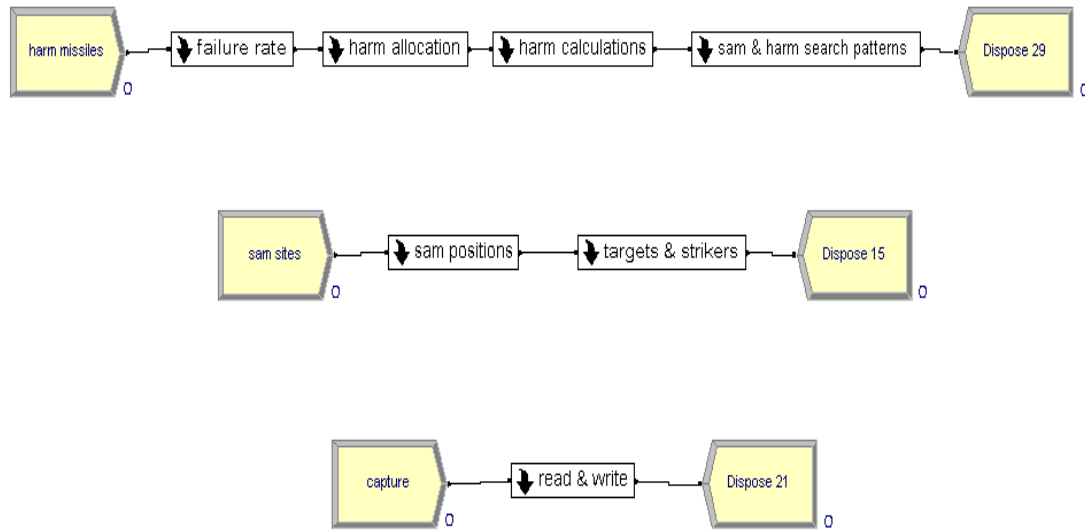 harm missiles
failure rate
harm allocation
harm calculations
sam & harm search patterns
Dispose 29
0
0
sam sites
sam positions
targets & strikers
Dispose 15
0
0
capture
read & write
Dispose 21
0
0